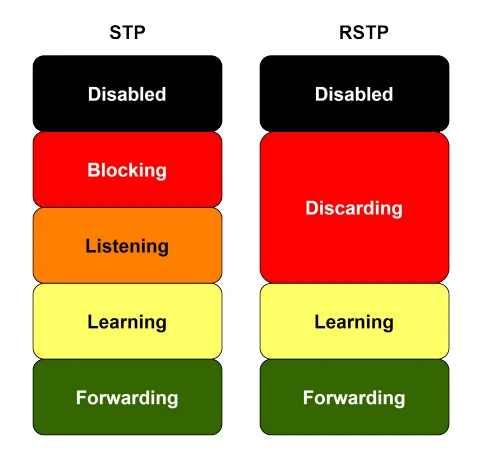 STP
Disabled
Blocking
Listening
Learning
Forwarding
RSTP
Disabled
Discarding
Learning
Forwarding